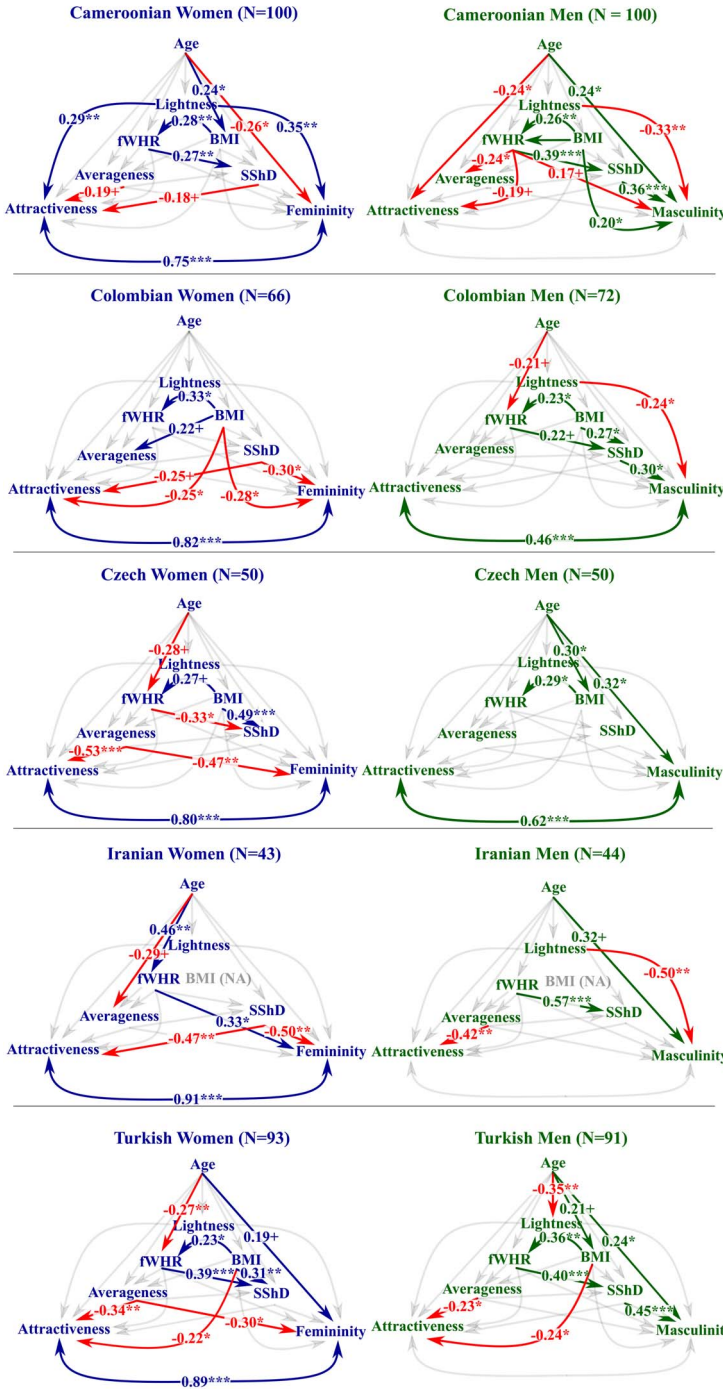 Cameroonian Women (N=100)
Age
0.24*
Lightness
0.29**
0.28**
-0.26*
0.35**
fWHR
BMI
0.27**
Averageness
SShD
-0.19+
-0.18+
Attractiveness
Femininity
0.75***
Cameroonian Men (N = 100)
Age
-0.24*
0.24*
Lightness
0.26**
-0.33**
fWHR
BMI
-0.24*
0.39***
SShD
Averageness
0.17+
-0.19+
0.36***
Attractiveness
Masculinity
0.20*
Colombian Women (N=66)
Age
Lightness
0.33*
fWHR
BMI
0.22+
Averageness
SShD
-0.25+
-0.30*
Attractiveness
-0.25*
-0.28*
Femininity
0.82***
Colombian Men (N=72)
Age
-0.21+
Lightness
0.23*
-0.24*
fWHR
BMI
0.22+
0.27*
Averageness
SShD
0.30*
Attractiveness
Masculinity
0.46***
Czech Women (N=50)
Age
-0.28+
Lightness
0.27+
fWHR
BMI
-0.33*
0.49***
Averageness
SShD
-0.53***
-0.47**
Attractiveness
Femininity
0.80***
Czech Men (N=50)
Age
0.30*
Lightness
0.29*
0.32*
fWHR
BMI
Averageness
SShD
Attractiveness
Masculinity
0.62***
Iranian Women (N=43)
Age
0.46**
Lightness
-0.29+
fWHR
BMI (NA)
Averageness
SShD
0.33*
-0.47**
-0.50**
Attractiveness
Femininity
0.91***
Iranian Men (N=44)
Age
0.32+
Lightness
-0.50**
fWHR
BMI (NA)
0.57***
Averageness
SShD
-0.42**
Attractiveness
Masculinity
Turkish Women (N=93)
Age
-0.27**
Lightness
0.19+
0.23*
fWHR
BMI
0.39***
0.31**
Averageness
SShD
-0.34**
-0.30*
Attractiveness
-0.22*
Femininity
0.89***
Turkish Men (N=91)
Age
-0.35**
0.21+
Lightness
0.36**
0.24*
fWHR
BMI
0.40***
Averageness
SShD
-0.23*
0.45***
Attractiveness
-0.24*
Masculinity